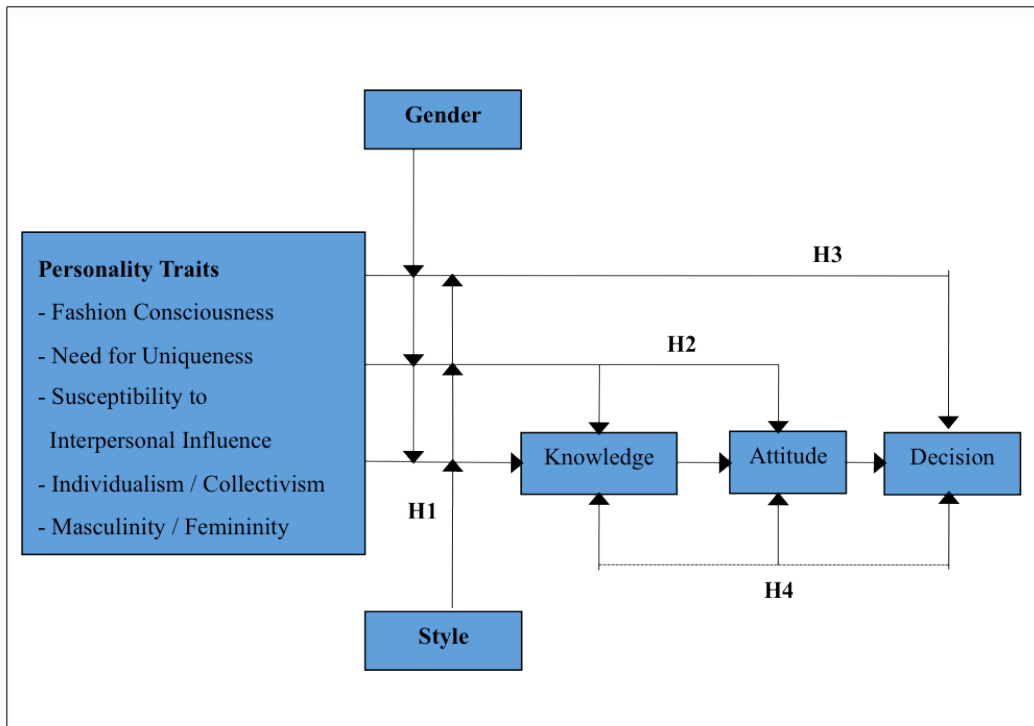 Gender
Personality Traits
- Fashion Consciousness
- Need for Uniqueness
- Susceptibility to
Interpersonal Influence
- Individualism / Collectivism
- Masculinity / Femininity
H3
H2
H1
Knowledge
Attitude
Decision
H4
Style